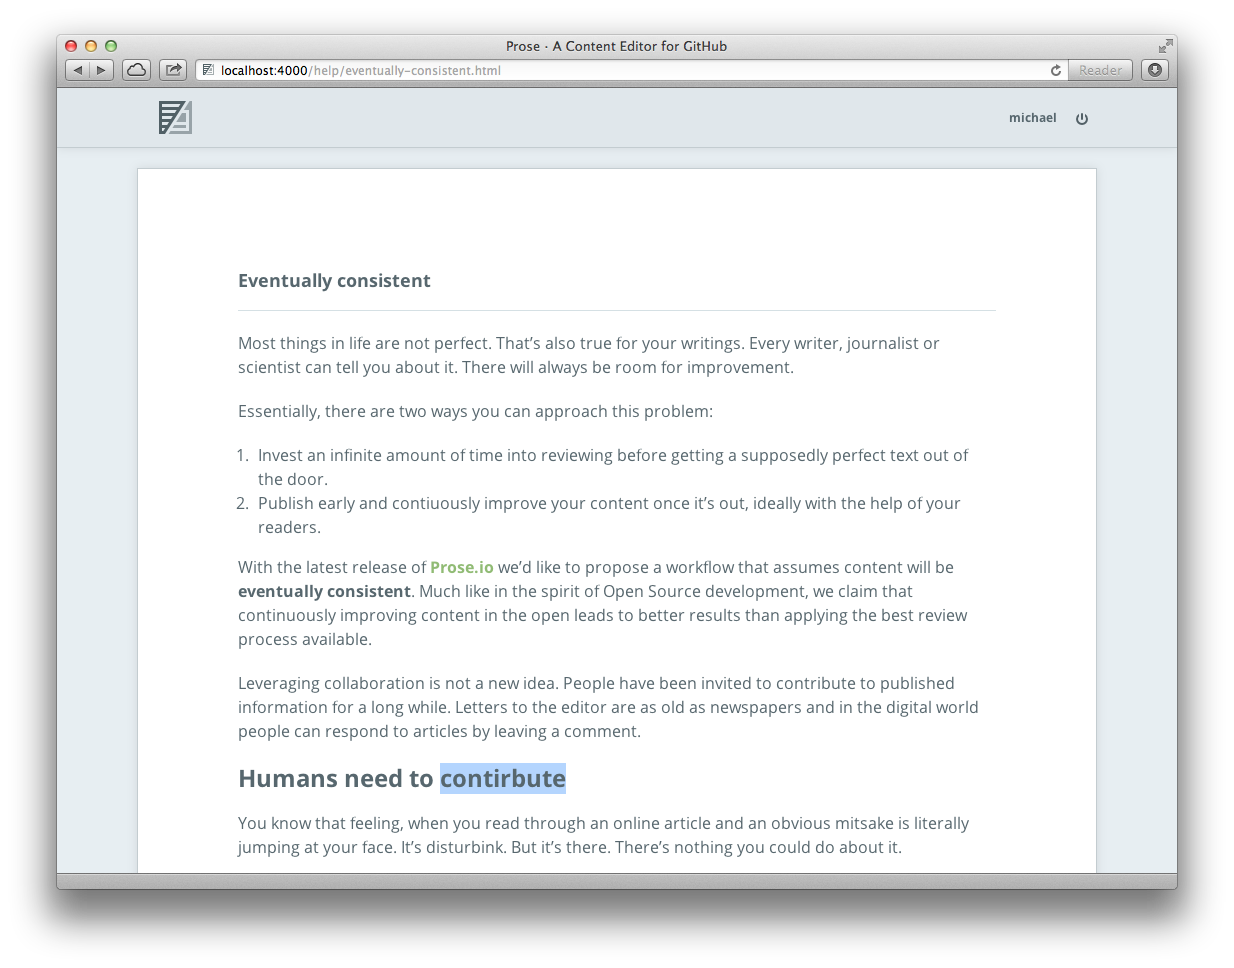 Prose · A Content Editor for GitHub
localhost:4000/help/eventually-consistent.html
Reader
michael
Eventually consistent
Most things in life are not perfect. That’s also true for your writings. Every writer, journalist or
scientist can tell you about it. There will always be room for improvement.
Essentially, there are two ways you can approach this problem:
1. Invest an infinite amount of time into reviewing before getting a supposedly perfect text out of
the door.
2. Publish early and contiuously improve your content once it’s out, ideally with the help of your
readers.
With the latest release of Prose.io we’d like to propose a workflow that assumes content will be
eventually consistent. Much like in the spirit of Open Source development, we claim that
continuously improving content in the open leads to better results than applying the best review
process available.
Leveraging collaboration is not a new idea. People have been invited to contribute to published
information for a long while. Letters to the editor are as old as newspapers and in the digital world
people can respond to articles by leaving a comment.
Humans need to contirbute
You know that feeling, when you read through an online article and an obvious mitsake is literally
jumping at your face. It’s disturbink. But it’s there. There’s nothing you could do about it.